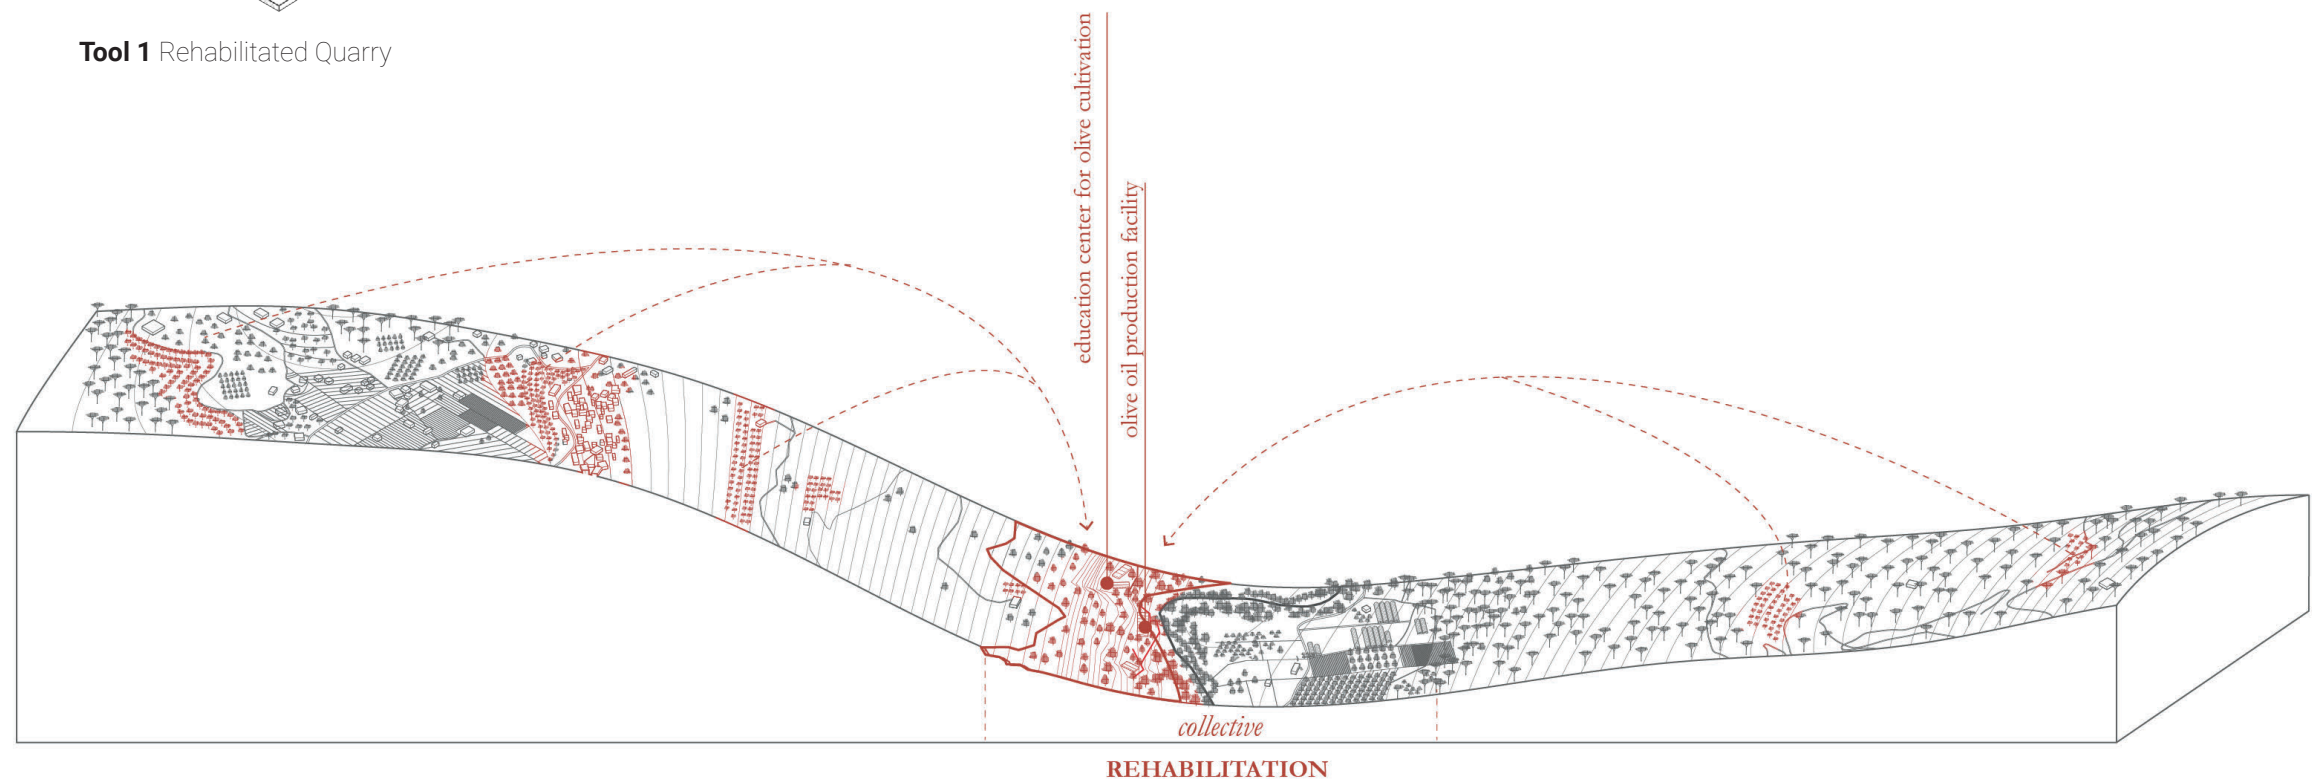 Tool 1 Rehabilitated Quarry
education center for olive cultivation
olive oil production facility
collective
REHABILITATION